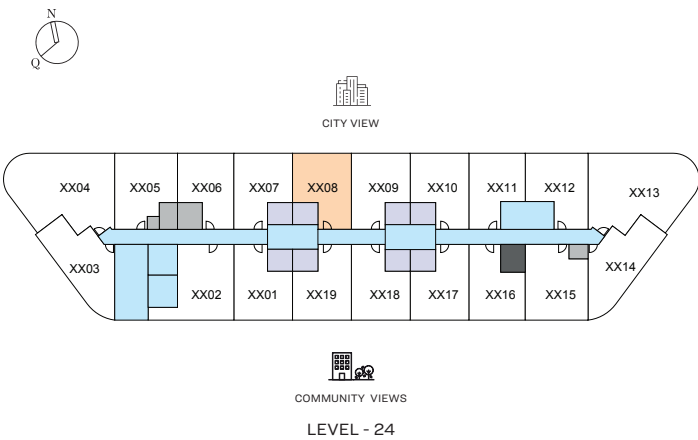 N
Q
CITY VIEW
XX04 XX05 XX06 XX07 XX08 XX09 XX10 XX11 XX12 XX13
XX03 XX14
XX02 XX01 XX19 XX18 XX17 XX16 XX15
COMMUNITY VIEWS
LEVEL - 24